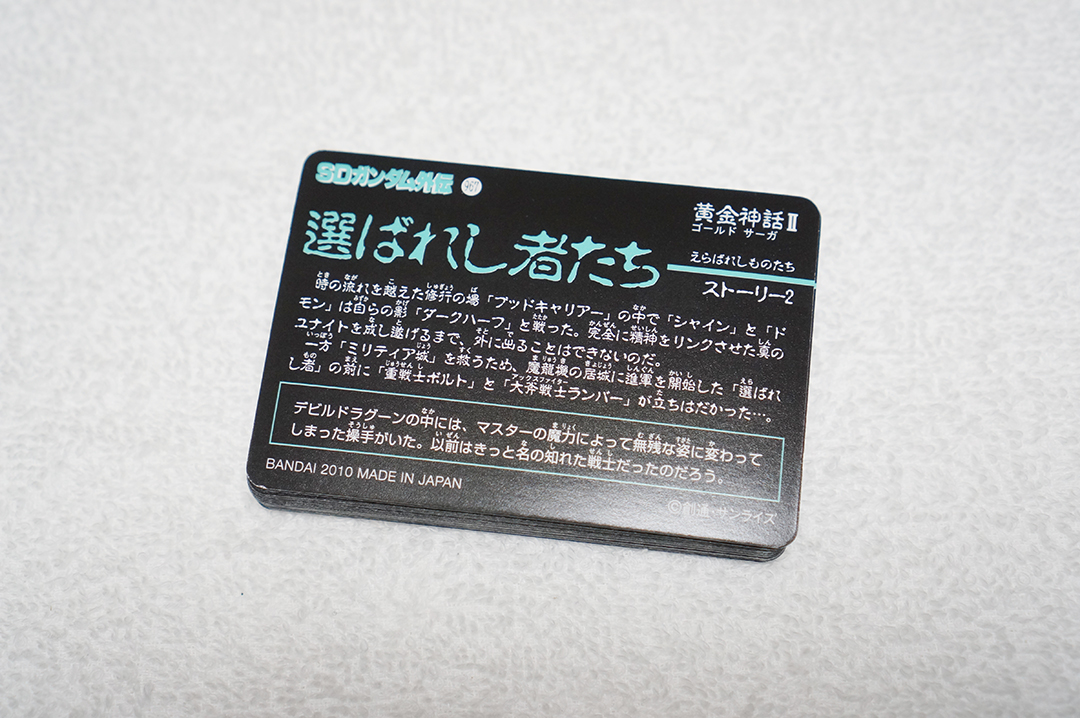 SDガンダム外伝 967
黄金神話II
ゴールド サーガ
選ばれし者たち
えらばれしものたち
ストーリー2
時の流れを越えた修行の場「ブッドキャリアー」の中で「シャイン」と「ド
モン」は自らの影「ダークハーフ」と戦った。完全に精神をリンクさせた真の
ユナイトを成し遂げるまで、外に出ることはできないのだ。
一方「ミリティア城」を救うため、魔龍機の居城に進軍を開始した「選ばれ
し者」の前に「重戦士ボルト」と「大斧戦士ランバー」が立ちはだかった…。
デビルドラグーンの中には、マスターの魔力によって無残な姿に変わって
しまった操手がいた。以前はきっと名の知れた戦士だったのだろう。
BANDAI 2010 MADE IN JAPAN
©創通・サンライズ